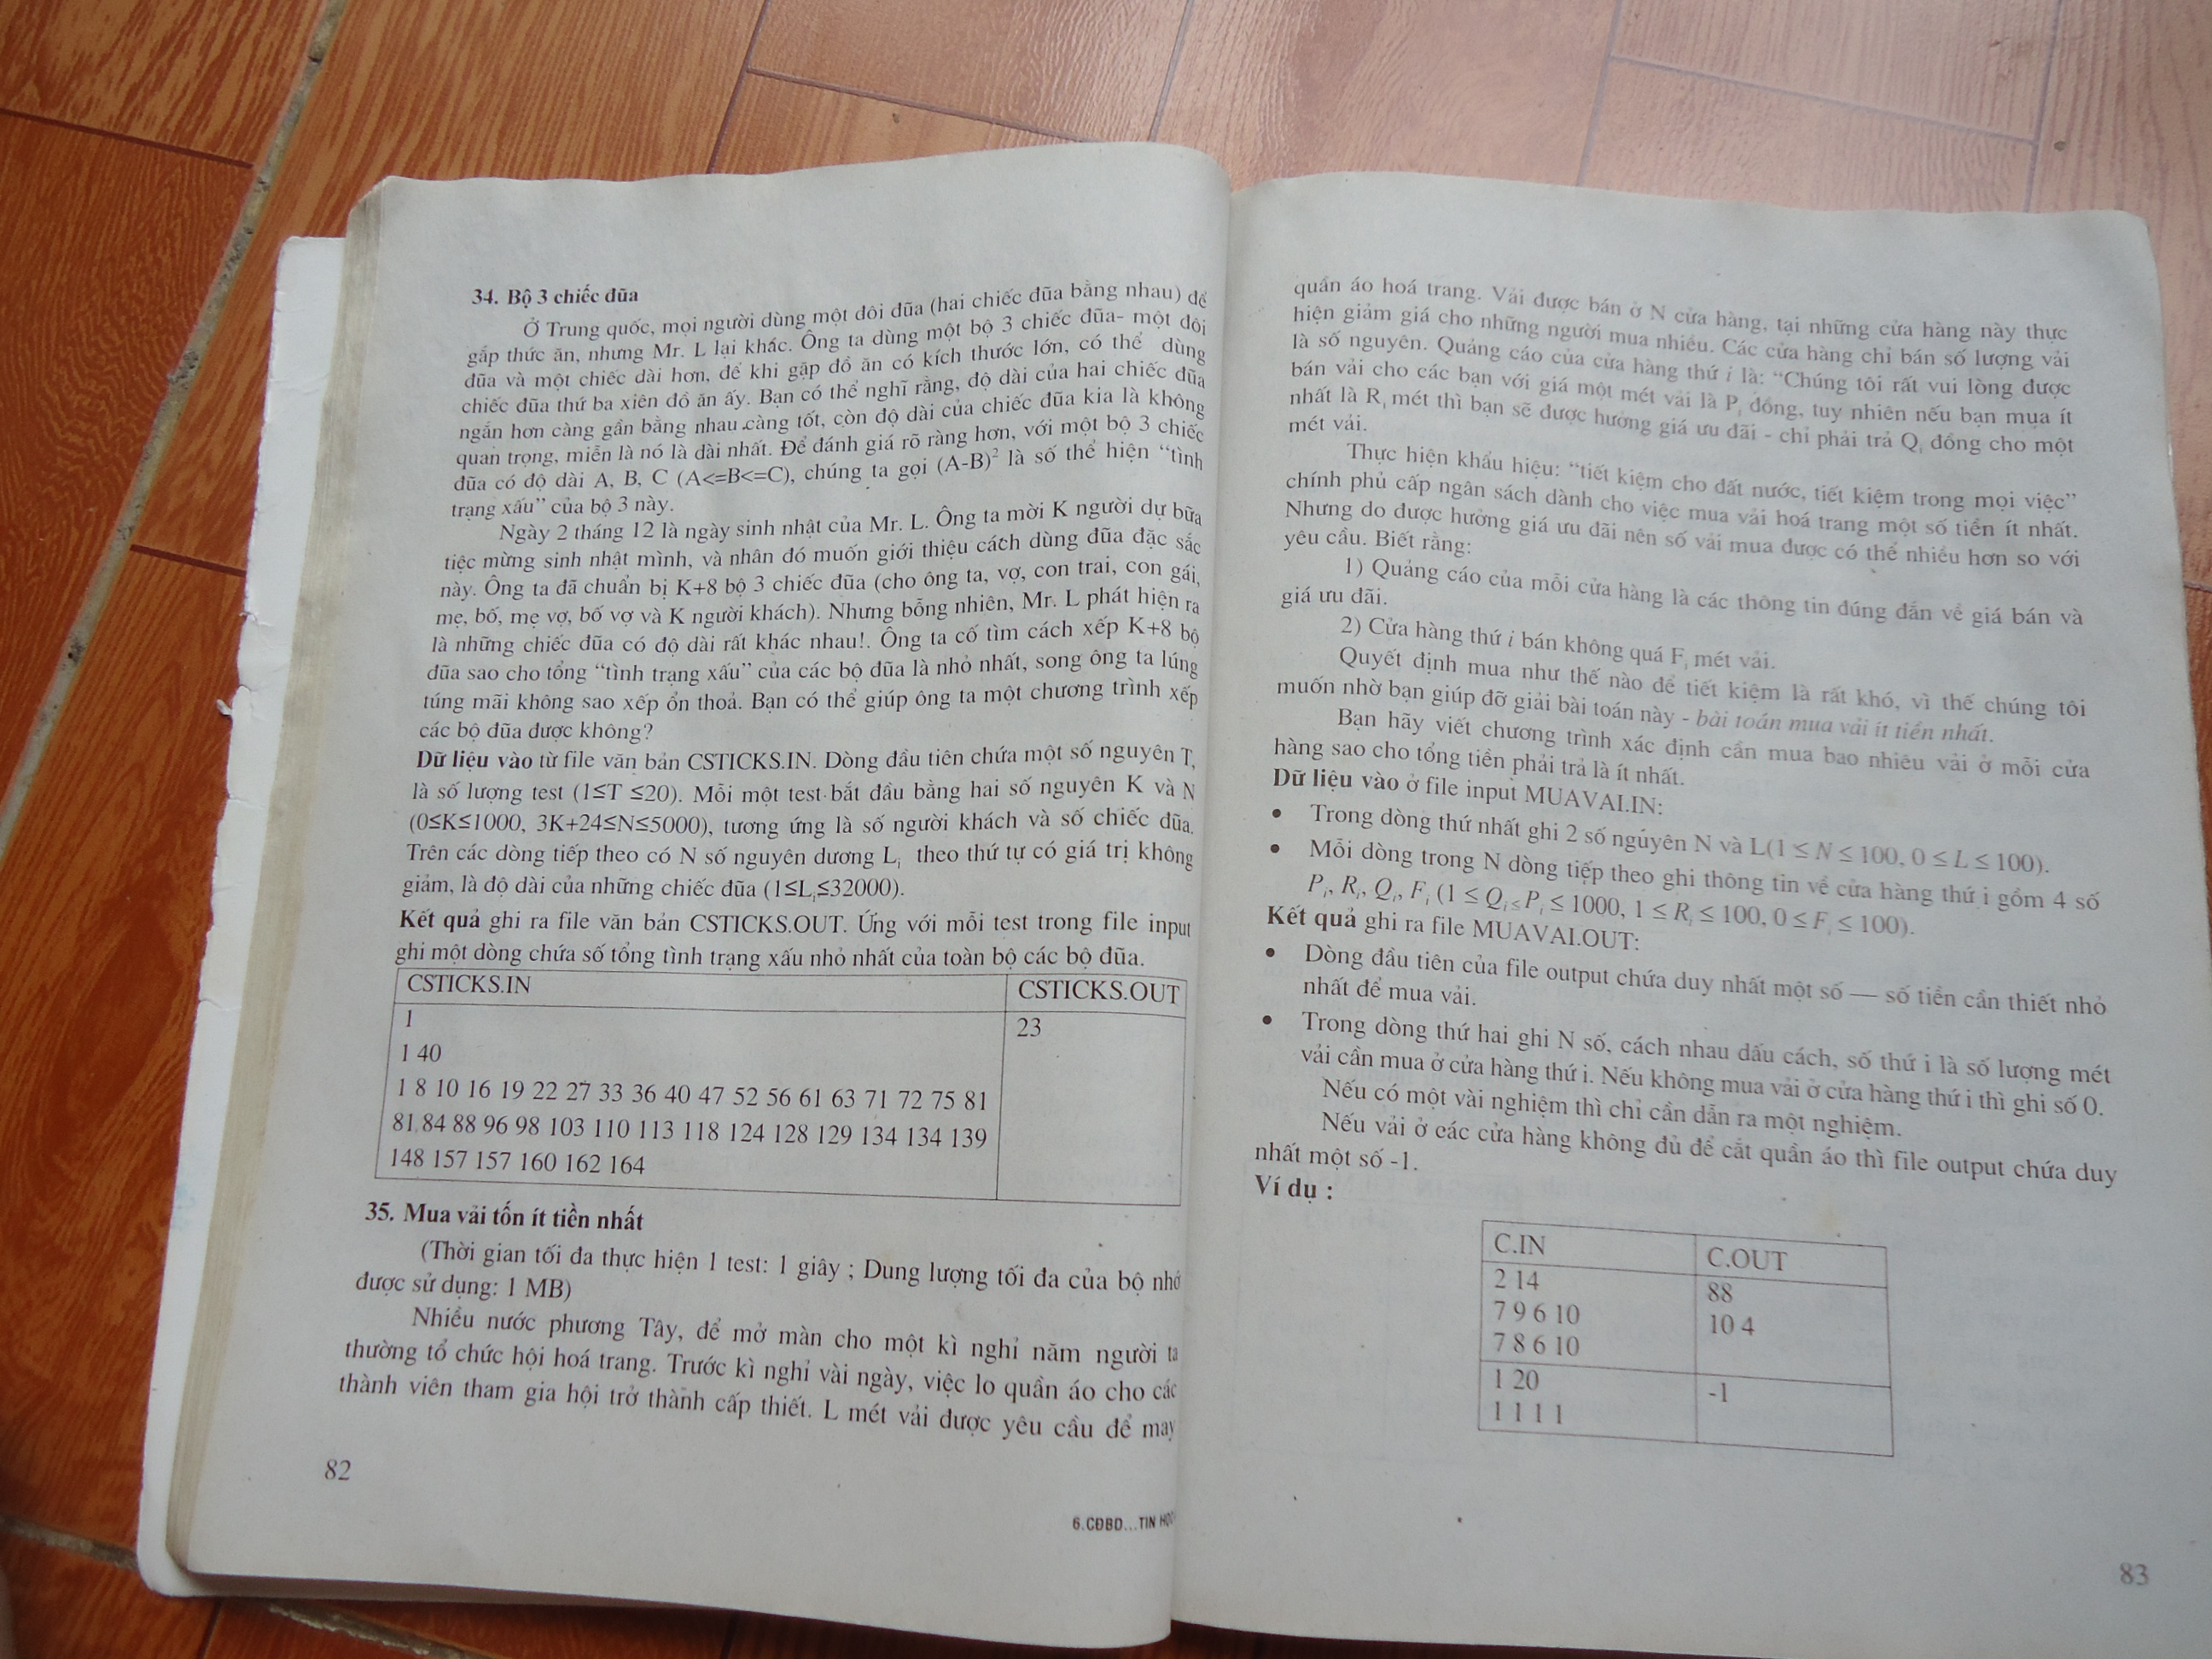 34. Bộ 3 chiếc đũa
Ở Trung quốc, mọi người dùng một đôi đũa (hai chiếc đũa bằng nhau) để
gắp thức ăn, nhưng Mr. L lại khác. Ông ta dùng một bộ 3 chiếc đũa- một đôi
đũa và một chiếc dài hơn, để khi gặp đồ ăn có kích thước lớn, có thể dùng
chiếc đũa thứ ba xiên đồ ăn ấy. Bạn có thể nghĩ rằng, độ dài của hai chiếc đũa
ngắn hơn càng gần bằng nhau càng tốt, còn độ dài của chiếc đũa kia là không
quan trọng, miễn là nó là dài nhất. Để đánh giá rõ ràng hơn, với một bộ 3 chiếc
đũa có độ dài A, B, C (A<=B<=C), chúng ta gọi (A-B)² là số thể hiện “tình
trạng xấu” của bộ 3 này.
Ngày 2 tháng 12 là ngày sinh nhật của Mr. L. Ông ta mời K người dự bữa
tiệc mừng sinh nhật mình, và nhân đó muốn giới thiệu cách dùng đũa đặc sắc
này. Ông ta đã chuẩn bị K+8 bộ 3 chiếc đũa (cho ông ta, vợ, con trai, con gái,
mẹ, bố, mẹ vợ, bố vợ và K người khách). Nhưng bỗng nhiên, Mr. L phát hiện ra
là những chiếc đũa có độ dài rất khác nhau!. Ông ta cố tìm cách xếp K+8 bộ
đũa sao cho tổng “tình trạng xấu” của các bộ đũa là nhỏ nhất, song ông ta lúng
túng mãi không sao xếp ổn thoả. Bạn có thể giúp ông ta một chương trình xếp
các bộ đũa được không?
Dữ liệu vào từ file văn bản CSTICKS.IN. Dòng đầu tiên chứa một số nguyên T,
là số lượng test (1≤T ≤20). Mỗi một test bắt đầu bằng hai số nguyên K và N
(0≤K≤1000, 3K+24≤N≤5000), tương ứng là số người khách và số chiếc đũa.
Trên các dòng tiếp theo có N số nguyên dương Lᵢ theo thứ tự có giá trị không
giảm, là độ dài của những chiếc đũa (1≤Lᵢ≤32000).
Kết quả ghi ra file văn bản CSTICKS.OUT. Ứng với mỗi test trong file input
ghi một dòng chứa số tổng tình trạng xấu nhỏ nhất của toàn bộ các bộ đũa.
CSTICKS.IN CSTICKS.OUT
1 23
1 40
1 8 10 16 19 22 27 33 36 40 47 52 56 61 63 71 72 75 81
81 84 88 96 98 103 110 113 118 124 128 129 134 134 139
148 157 157 160 162 164
35. Mua vải tốn ít tiền nhất
(Thời gian tối đa thực hiện 1 test: 1 giây ; Dung lượng tối đa của bộ nhớ
được sử dụng: 1 MB)
Nhiều nước phương Tây, để mở màn cho một kì nghỉ năm người ta
thường tổ chức hội hoá trang. Trước kì nghỉ vài ngày, việc lo quần áo cho các
thành viên tham gia hội trở thành cấp thiết. L mét vải được yêu cầu để may
82
6.CĐBD...TIN HỌC
quần áo hoá trang. Vải được bán ở N cửa hàng, tại những cửa hàng này thực
hiện giảm giá cho những người mua nhiều. Các cửa hàng chỉ bán số lượng vải
là số nguyên. Quảng cáo của cửa hàng thứ i là: “Chúng tôi rất vui lòng được
bán vải cho các bạn với giá một mét vải là Pᵢ đồng, tuy nhiên nếu bạn mua ít
nhất là Rᵢ mét thì bạn sẽ được hưởng giá ưu đãi - chỉ phải trả Qᵢ đồng cho một
mét vải.
Thực hiện khẩu hiệu: “tiết kiệm cho đất nước, tiết kiệm trong mọi việc”
chính phủ cấp ngân sách dành cho việc mua vải hoá trang một số tiền ít nhất.
Nhưng do được hưởng giá ưu đãi nên số vải mua được có thể nhiều hơn so với
yêu cầu. Biết rằng:
1) Quảng cáo của mỗi cửa hàng là các thông tin đúng đắn về giá bán và
giá ưu đãi.
2) Cửa hàng thứ i bán không quá Fᵢ mét vải.
Quyết định mua như thế nào để tiết kiệm là rất khó, vì thế chúng tôi
muốn nhờ bạn giúp đỡ giải bài toán này - bài toán mua vải ít tiền nhất.
Bạn hãy viết chương trình xác định cần mua bao nhiêu vải ở mỗi cửa
hàng sao cho tổng tiền phải trả là ít nhất.
Dữ liệu vào ở file input MUAVAI.IN:
• Trong dòng thứ nhất ghi 2 số nguyên N và L(1 ≤ N ≤ 100, 0 ≤ L ≤ 100).
• Mỗi dòng trong N dòng tiếp theo ghi thông tin về cửa hàng thứ i gồm 4 số
Pᵢ, Rᵢ, Qᵢ, Fᵢ (1 ≤ Qᵢ ≤ Pᵢ ≤ 1000, 1 ≤ Rᵢ ≤ 100, 0 ≤ Fᵢ ≤ 100).
Kết quả ghi ra file MUAVAI.OUT:
• Dòng đầu tiên của file output chứa duy nhất một số — số tiền cần thiết nhỏ
nhất để mua vải.
• Trong dòng thứ hai ghi N số, cách nhau dấu cách, số thứ i là số lượng mét
vải cần mua ở cửa hàng thứ i. Nếu không mua vải ở cửa hàng thứ i thì ghi số 0.
Nếu có một vài nghiệm thì chỉ cần dẫn ra một nghiệm.
Nếu vải ở các cửa hàng không đủ để cắt quần áo thì file output chứa duy
nhất một số -1.
Ví dụ :
C.IN C.OUT
2 14 88
7 9 6 10 10 4
7 8 6 10
1 20 -1
1 1 1 1
83